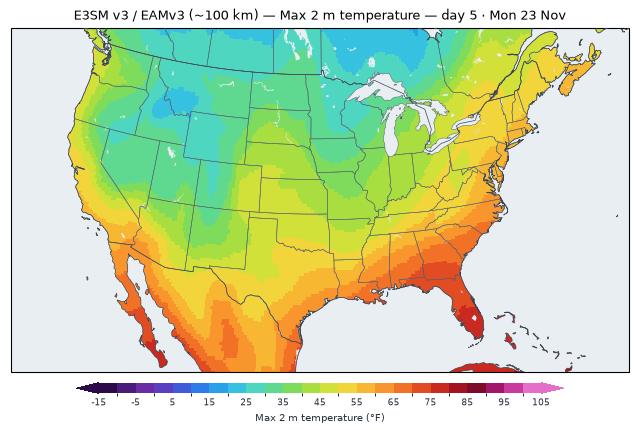 E3SM v3 / EAMv3 (~100 km) — Max 2 m temperature — day 5 · Mon 23 Nov
-15 -5 5 15 25 35 45 55 65 75 85 95 105
Max 2 m temperature (°F)